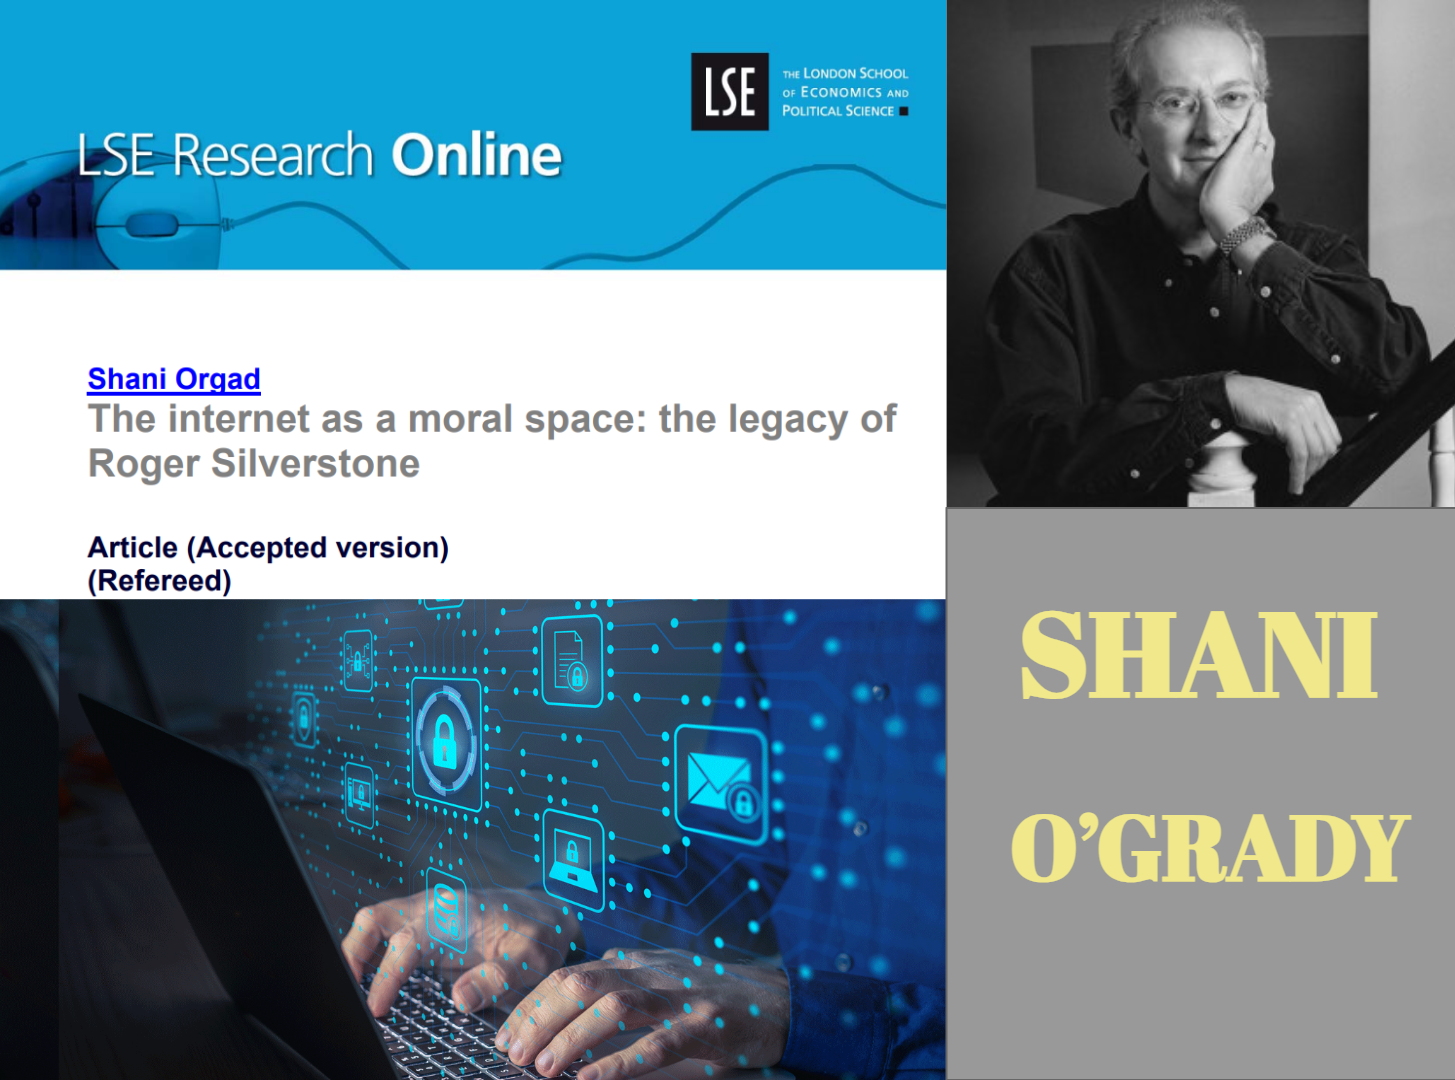 LSE
THE LONDON SCHOOL
OF ECONOMICS AND
POLITICAL SCIENCE
LSE Research Online
Shani Orgad
The internet as a moral space: the legacy of
Roger Silverstone
Article (Accepted version)
(Refereed)
SHANI
O’GRADY